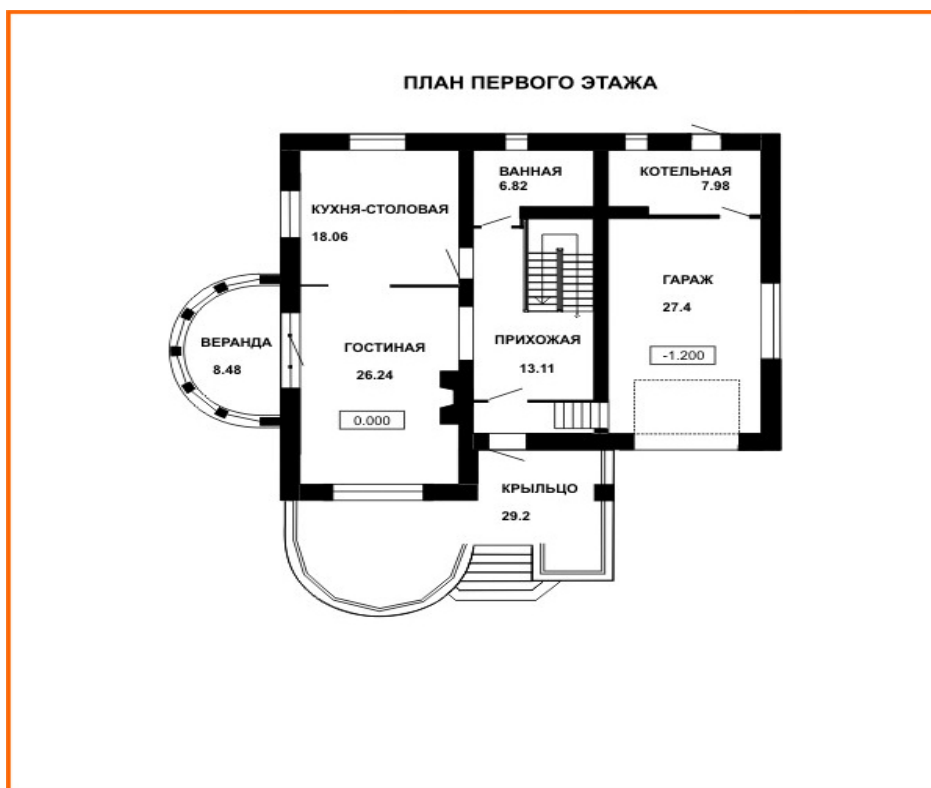 ПЛАН ПЕРВОГО ЭТАЖА
ВАННАЯ
6.82
КОТЕЛЬНАЯ
7.98
КУХНЯ-СТОЛОВАЯ
18.06
ГАРАЖ
27.4
-1.200
ВЕРАНДА
8.48
ГОСТИНАЯ
26.24
0.000
ПРИХОЖАЯ
13.11
КРЫЛЬЦО
29.2